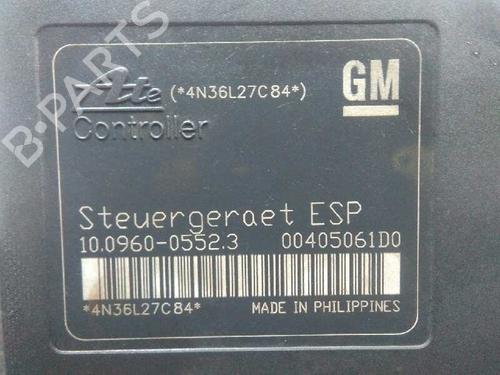 B-PARTS
Ate (*4N36L27C84*) GM
Controller
Steuergeraet ESP
10.0960-0552.3 00405061D0
*4N36L27C84* MADE IN PHILIPPINES